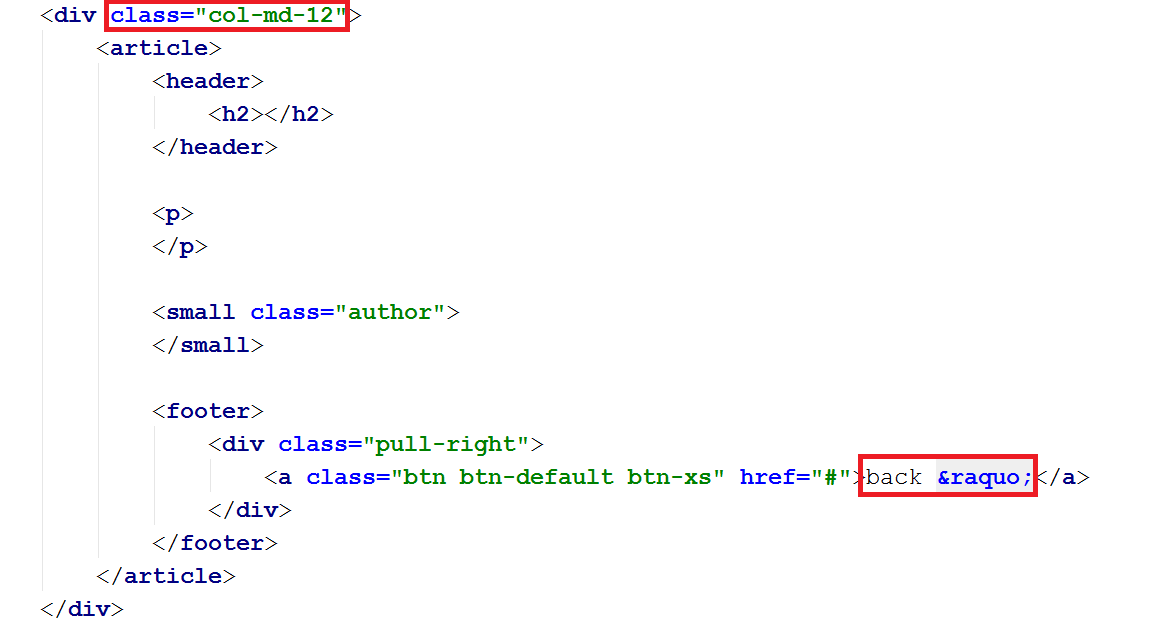 <div class="col-md-12">
<article>
<header>
<h2></h2>
</header>
<p>
</p>
<small class="author">
</small>
<footer>
<div class="pull-right">
<a class="btn btn-default btn-xs" href="#">back &raquo;</a>
</div>
</footer>
</article>
</div>